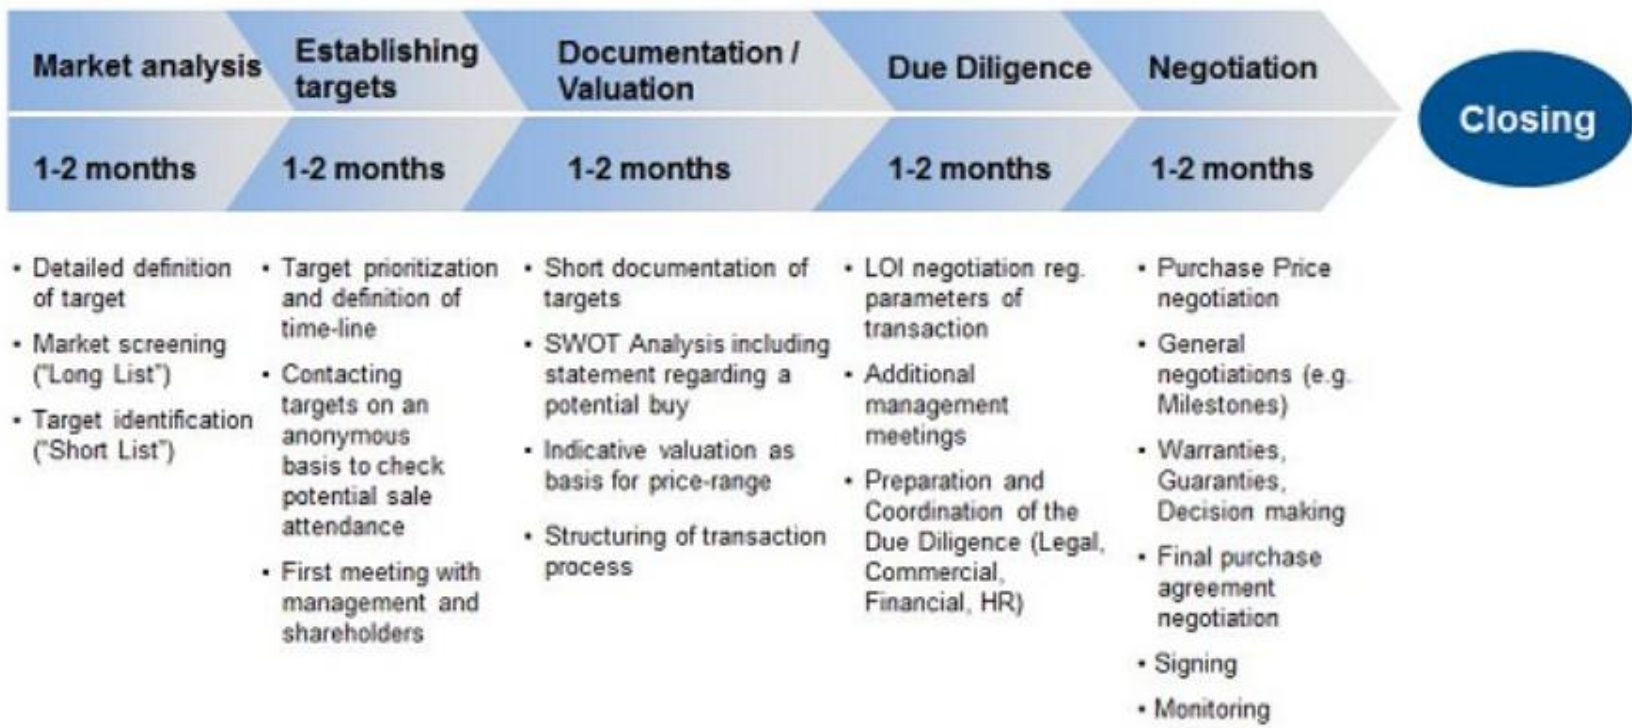 Market analysis
Establishing
targets
Documentation /
Valuation
Due Diligence
Negotiation
Closing
1-2 months
1-2 months
1-2 months
1-2 months
1-2 months
• Detailed definition
of target
• Market screening
("Long List")
• Target identification
("Short List")
• Target prioritization
and definition of
time-line
• Contacting
targets on an
anonymous
basis to check
potential sale
attendance
• First meeting with
management and
shareholders
• Short documentation of
targets
• SWOT Analysis including
statement regarding a
potential buy
• Indicative valuation as
basis for price-range
• Structuring of transaction
process
• LOI negotiation reg.
parameters of
transaction
• Additional
management
meetings
• Preparation and
Coordination of the
Due Diligence (Legal,
Commercial,
Financial, HR)
• Purchase Price
negotiation
• General
negotiations (e.g.
Milestones)
• Warranties,
Guaranties,
Decision making
• Final purchase
agreement
negotiation
• Signing
• Monitoring